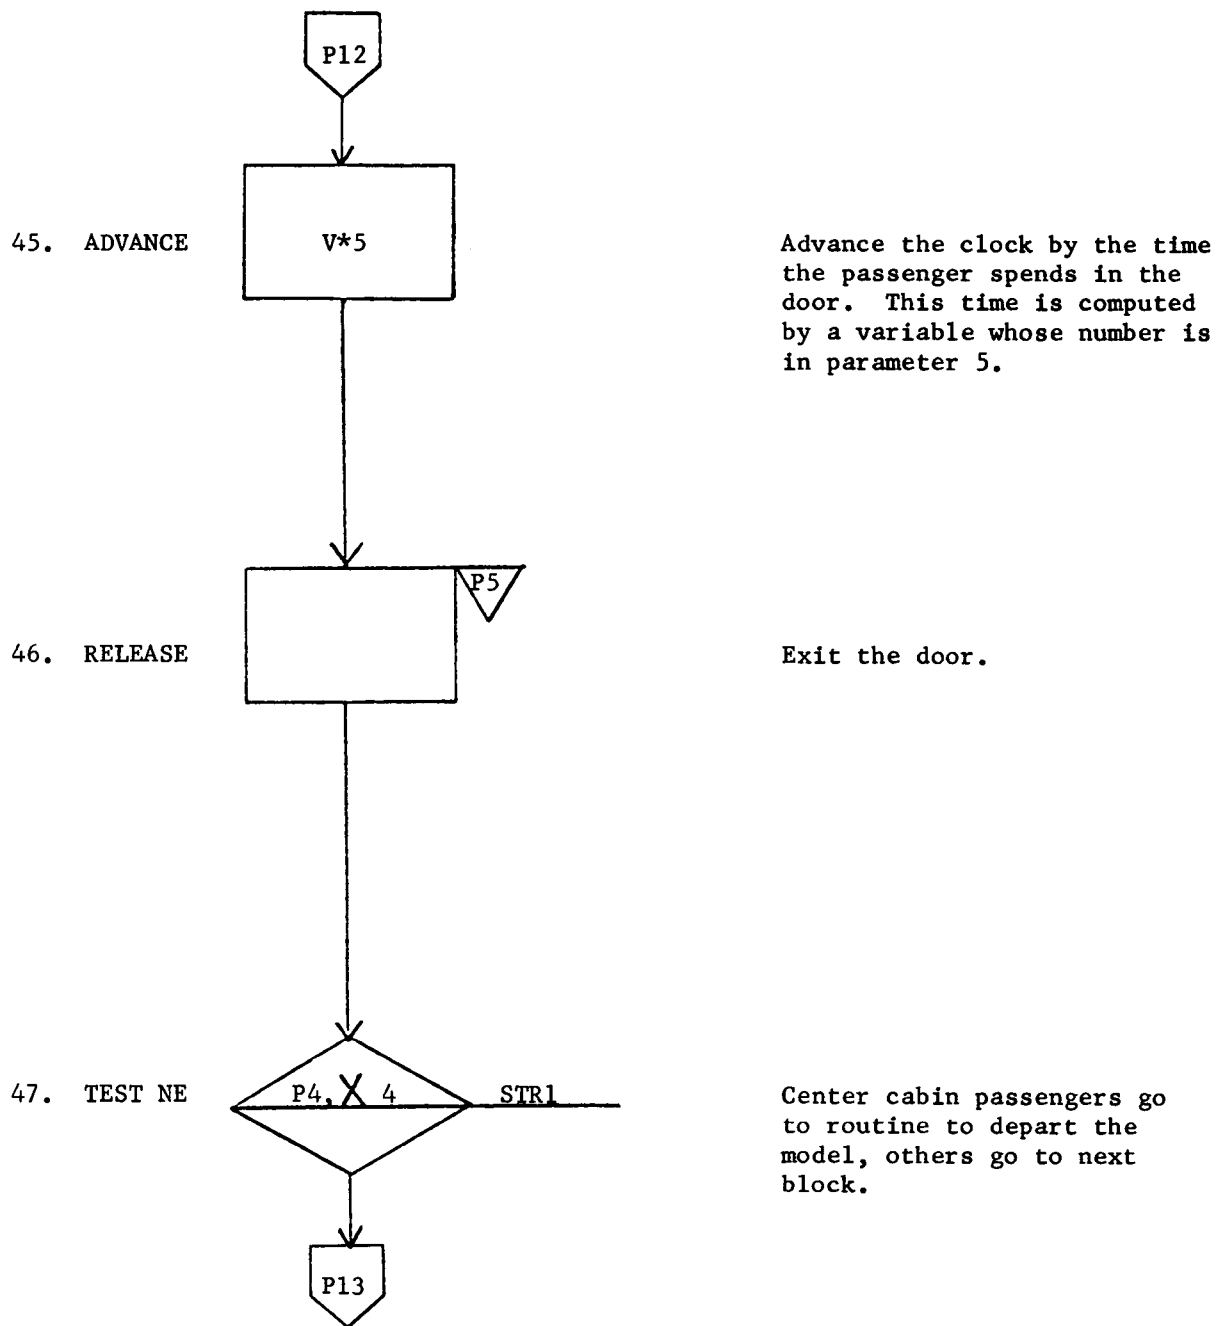 P12
45. ADVANCE V*5
Advance the clock by the time
the passenger spends in the
door. This time is computed
by a variable whose number is
in parameter 5.
P5
46. RELEASE
Exit the door.
47. TEST NE P4, X 4 STR1
Center cabin passengers go
to routine to depart the
model, others go to next
block.
P13